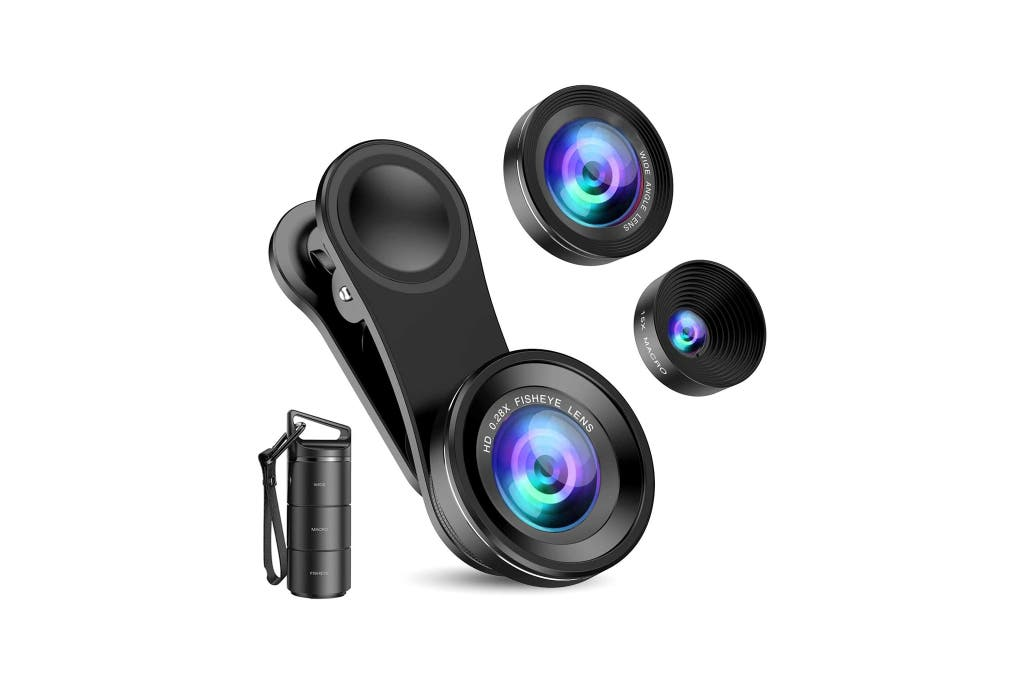 WIDE ANGLE LENS
15X MACRO
HD 0.28X FISHEYE LENS
WIDE
MACRO
FISHEYE